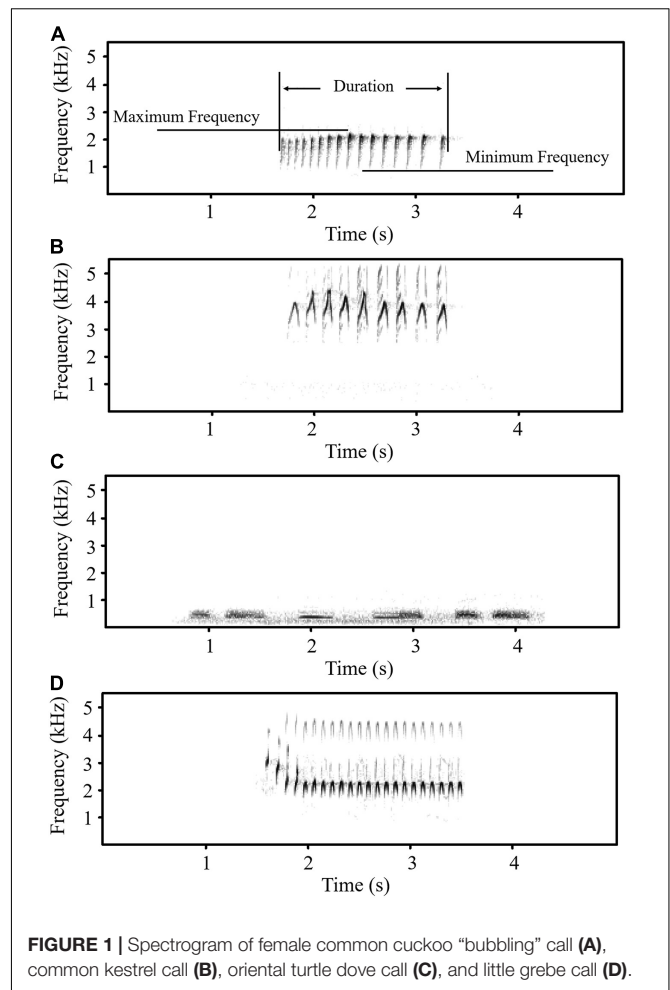 A
Frequency (kHz)
5
4
3
2
1
Duration
Maximum Frequency
Minimum Frequency
1 2 3 4
Time (s)
B
Frequency (kHz)
5
4
3
2
1
1 2 3 4
Time (s)
C
Frequency (kHz)
5
4
3
2
1
1 2 3 4
Time (s)
D
Frequency (kHz)
5
4
3
2
1
1 2 3 4
Time (s)
FIGURE 1 | Spectrogram of female common cuckoo “bubbling” call (A),
common kestrel call (B), oriental turtle dove call (C), and little grebe call (D).